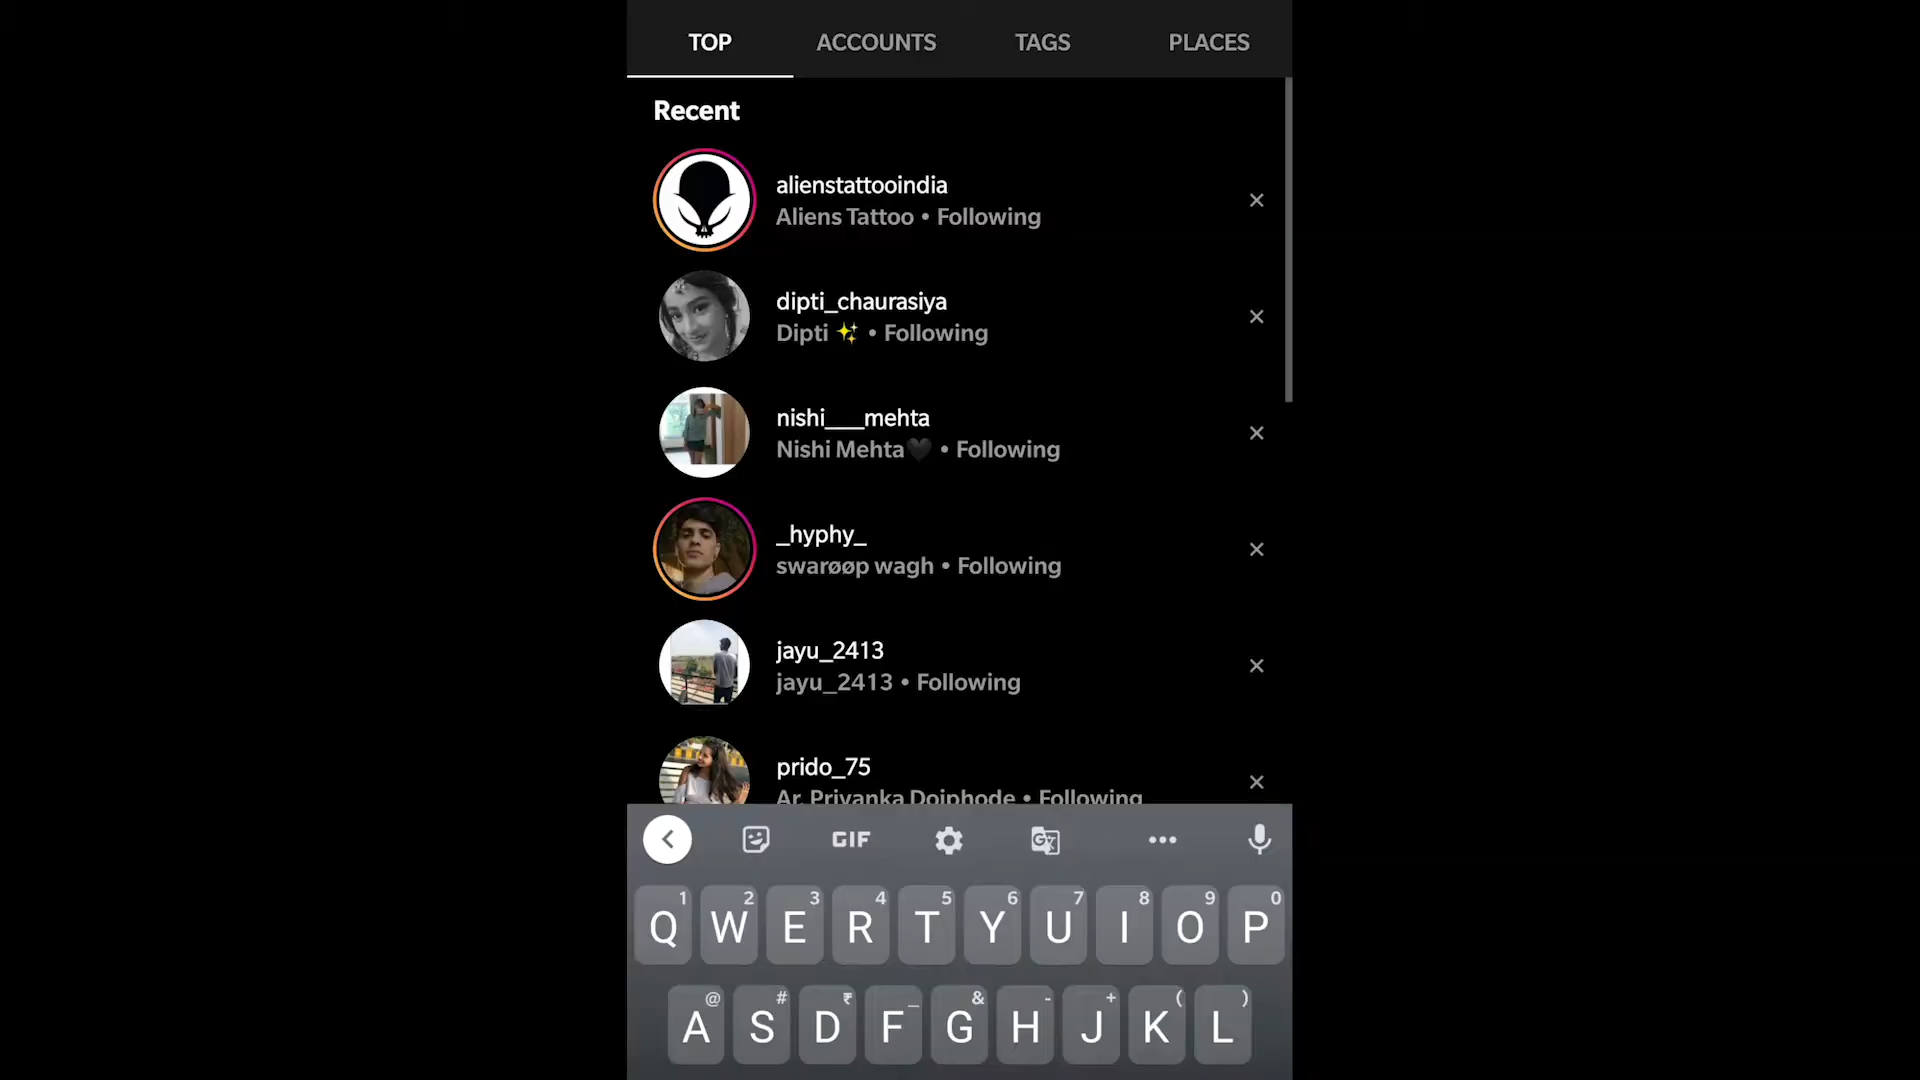 TOP ACCOUNTS TAGS PLACES
Recent
alienstattooindia
Aliens Tattoo • Following
dipti_chaurasiya
Dipti ✨ • Following
nishi___mehta
Nishi Mehta🖤 • Following
_hyphy_
swarøøp wagh • Following
jayu_2413
jayu_2413 • Following
prido_75
Ar. Priyanka Doiphode • Following
GIF
1 2 3 4 5 6 7 8 9 0
Q W E R T Y U I O P
@ # ₹ _ & - + ( )
A S D F G H J K L